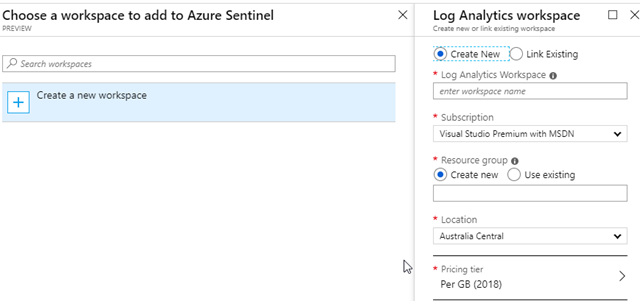 Choose a workspace to add to Azure Sentinel
PREVIEW
Search workspaces
Create a new workspace
Log Analytics workspace
Create new or link existing workspace
Create New Link Existing
* Log Analytics Workspace
enter workspace name
* Subscription
Visual Studio Premium with MSDN
* Resource group
Create new Use existing
* Location
Australia Central
* Pricing tier
Per GB (2018)